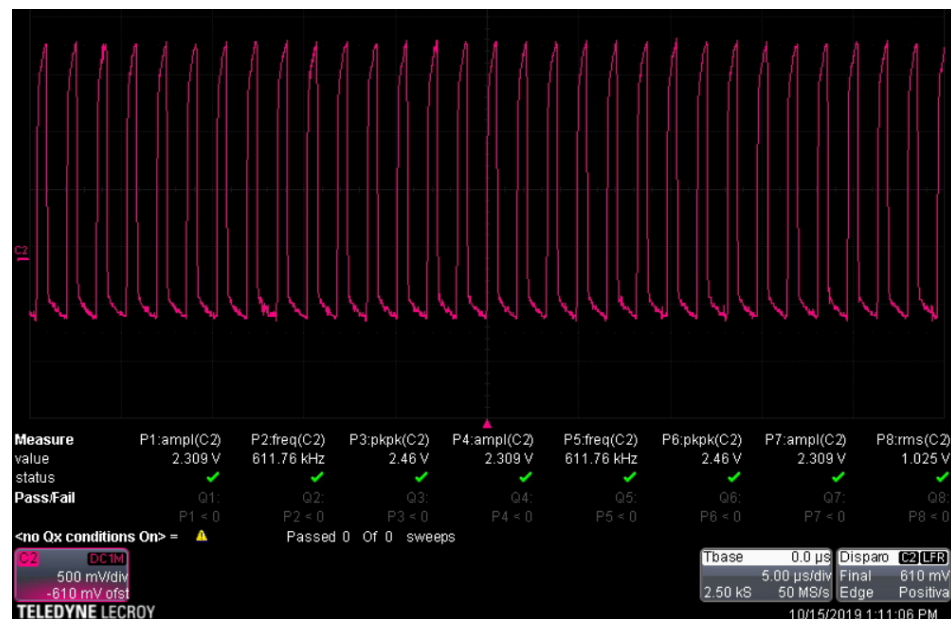 C2
Measure P1:ampl(C2) P2:freq(C2) P3:pkpk(C2) P4:ampl(C2) P5:freq(C2) P6:pkpk(C2) P7:ampl(C2) P8:rms(C2)
value 2.309 V 611.76 kHz 2.46 V 2.309 V 611.76 kHz 2.46 V 2.309 V 1.025 V
status
Pass/Fail Q1: Q2: Q3: Q4: Q5: Q6: Q7: Q8:
P1 < 0 P2 < 0 P3 < 0 P4 < 0 P5 < 0 P6 < 0 P7 < 0 P8 < 0
<no Qx conditions On> = Passed 0 Of 0 sweeps
C2 DC1M
500 mV/div
-610 mV ofst
Tbase 0.0 µs
5.00 µs/div
2.50 kS 50 MS/s
Disparo C2 LFR
Final 610 mV
Edge Positiva
TELEDYNE LECROY
10/15/2019 1:11:06 PM